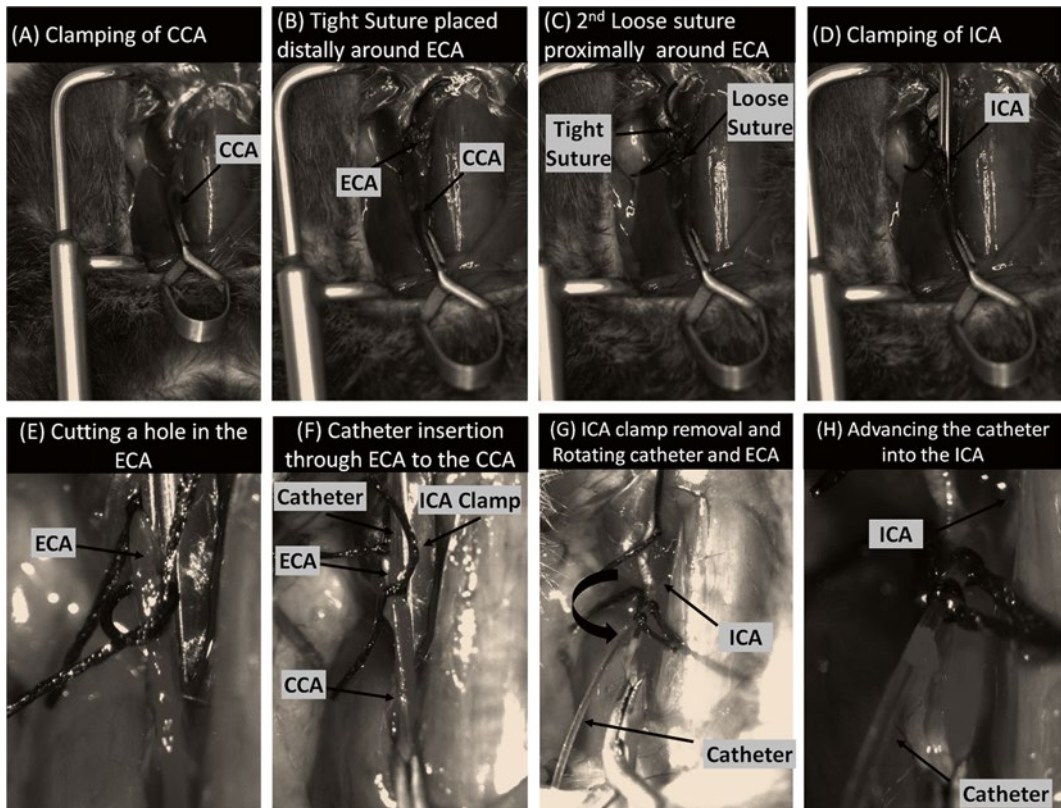 (A) Clamping of CCA
CCA
(B) Tight Suture placed
distally around ECA
ECA
CCA
(C) 2nd Loose suture
proximally around ECA
Tight
Suture
Loose
Suture
(D) Clamping of ICA
ICA
(E) Cutting a hole in the
ECA
ECA
(F) Catheter insertion
through ECA to the CCA
Catheter
ICA Clamp
ECA
CCA
(G) ICA clamp removal and
Rotating catheter and ECA
ICA
Catheter
(H) Advancing the catheter
into the ICA
ICA
Catheter